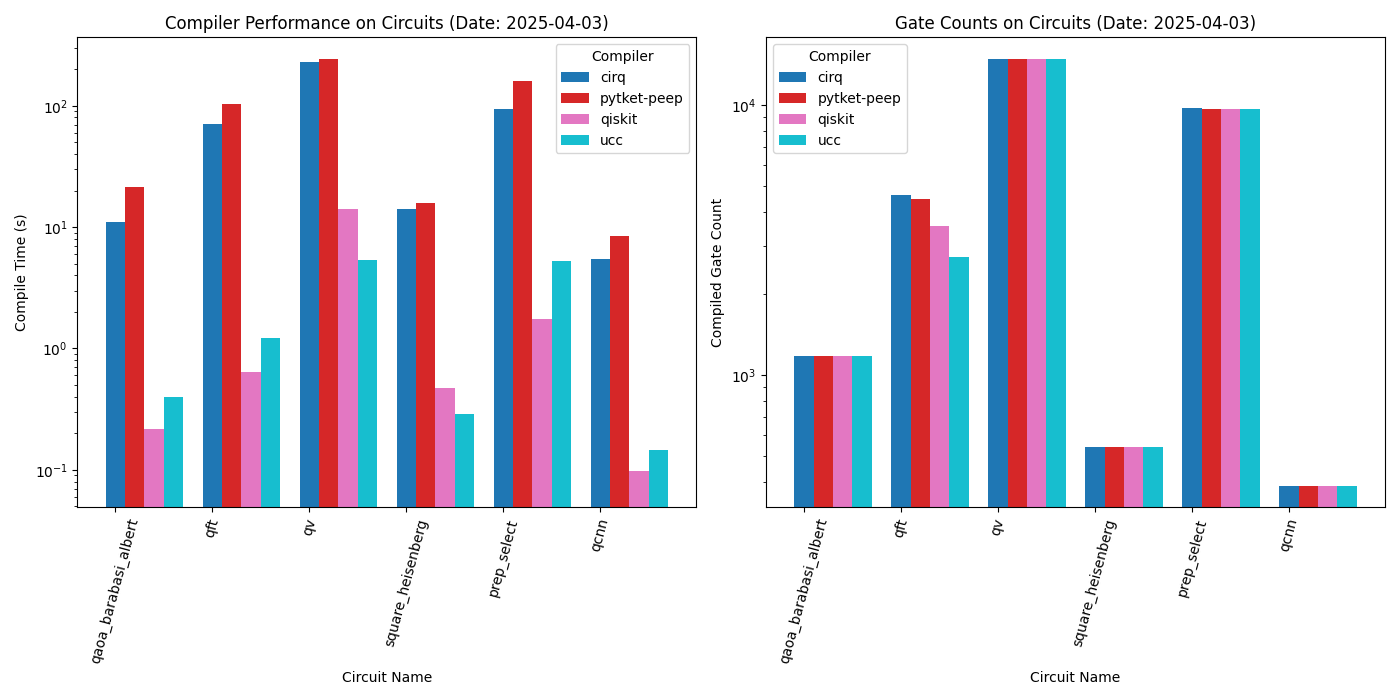 Compiler Performance on Circuits (Date: 2025-04-03)
Compile Time (s)
10²
10¹
10⁰
10⁻¹
Compiler
cirq
pytket-peep
qiskit
ucc
qaoa_barabasi_albert
qft
qv
square_heisenberg
prep_select
qcnn
Circuit Name
Gate Counts on Circuits (Date: 2025-04-03)
Compiled Gate Count
10⁴
10³
Compiler
cirq
pytket-peep
qiskit
ucc
qaoa_barabasi_albert
qft
qv
square_heisenberg
prep_select
qcnn
Circuit Name